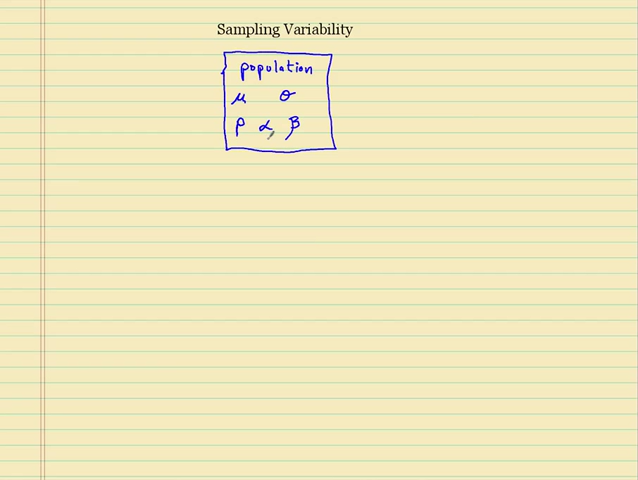 Sampling Variability
population
μ σ
ρ α β